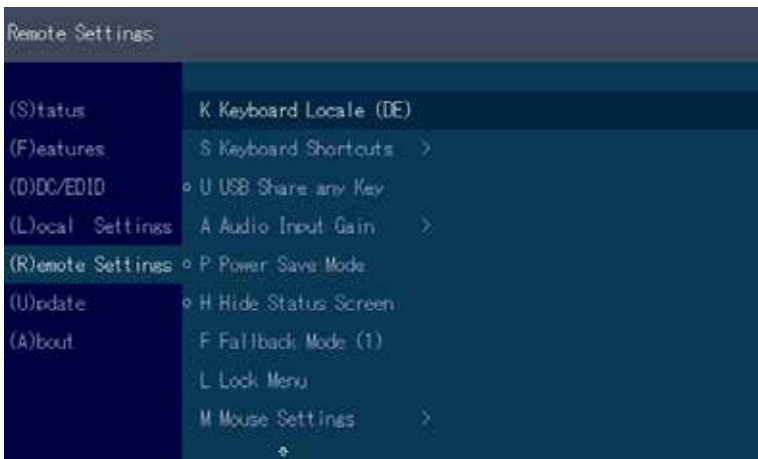 Remote Settings
(S)tatus
(F)eatures
(D)DC/EDID
(L)ocal Settings
(R)emote Settings
(U)pdate
(A)bout
K Keyboard Locale (DE)
S Keyboard Shortcuts >
U USB Share any Key
A Audio Input Gain >
P Power Save Mode
H Hide Status Screen
F Fallback Mode (1)
L Lock Menu
M Mouse Settings >